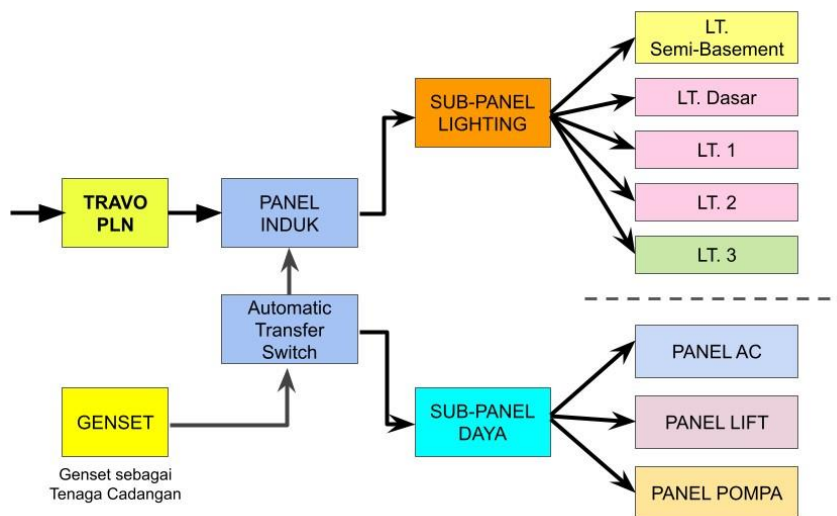 LT.
Semi-Basement
SUB-PANEL
LIGHTING
LT. Dasar
LT. 1
TRAVO
PLN
PANEL
INDUK
LT. 2
LT. 3
Automatic
Transfer
Switch
PANEL AC
GENSET
SUB-PANEL
DAYA
PANEL LIFT
Genset sebagai
Tenaga Cadangan
PANEL POMPA